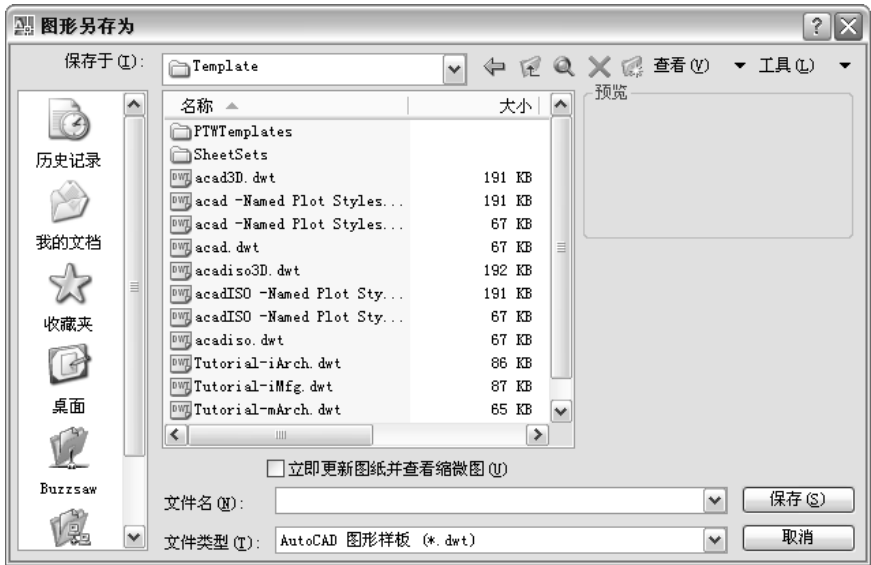 图形另存为
保存于(I): Template 查看(V) 工具(L)
名称 大小 预览
PTWTemplates
SheetSets
acad3D.dwt 191 KB
acad -Named Plot Styles... 191 KB
acad -Named Plot Styles... 67 KB
acad.dwt 67 KB
acadiso3D.dwt 192 KB
acadISO -Named Plot Sty... 191 KB
acadISO -Named Plot Sty... 67 KB
acadiso.dwt 67 KB
Tutorial-iArch.dwt 86 KB
Tutorial-iMfg.dwt 87 KB
Tutorial-mArch.dwt 65 KB
历史记录
我的文档
收藏夹
桌面
Buzzsaw
立即更新图纸并查看缩微图(U)
文件名(N): 保存(S)
文件类型(T): AutoCAD 图形样板 (*.dwt) 取消